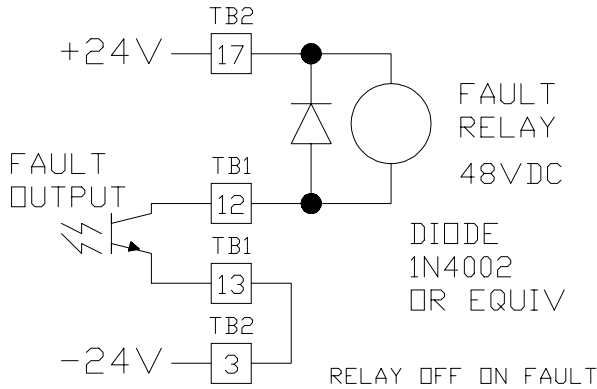 TB2
+24V
17
FAULT
RELAY
48VDC
FAULT
OUTPUT
TB1
12
DIODE
1N4002
OR EQUIV
TB1
13
TB2
-24V
3
RELAY OFF ON FAULT